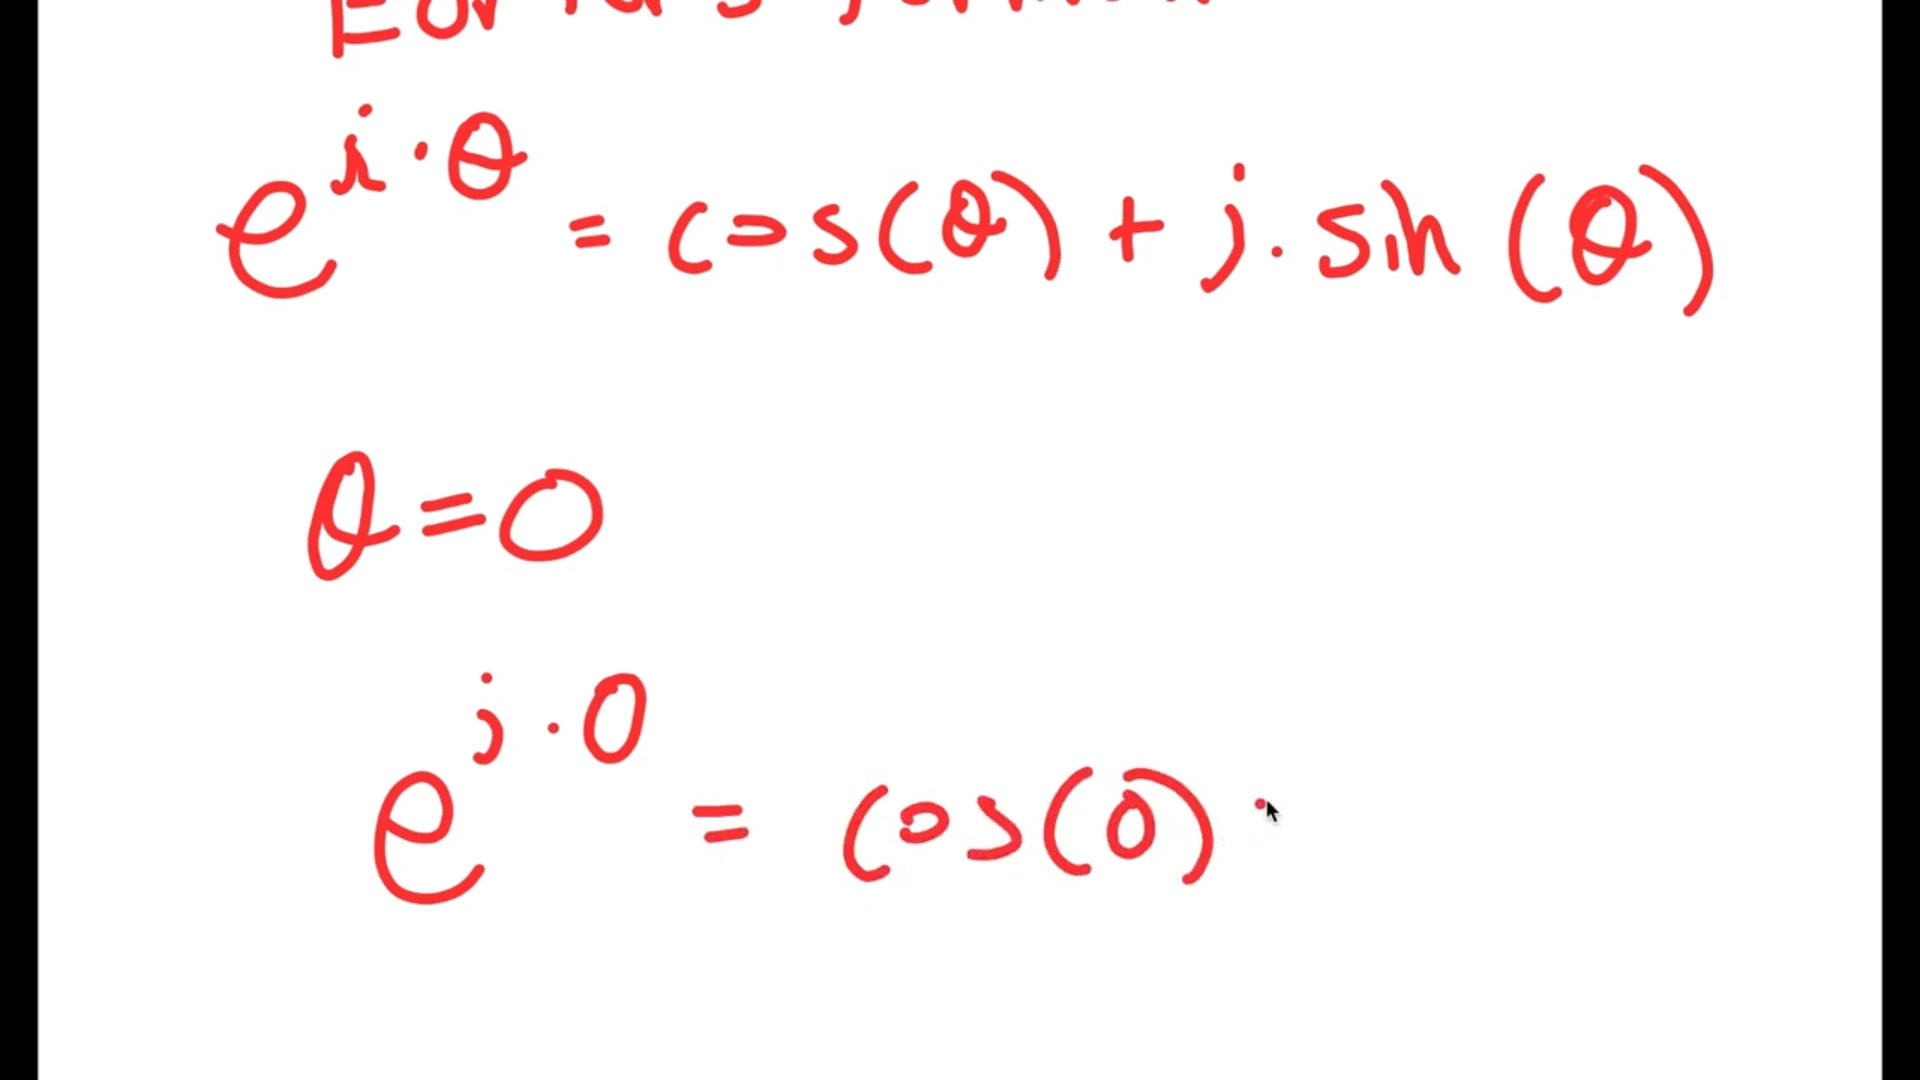 e^{i·θ} = cos(θ) + j·sin(θ)
θ=0
e^{j·0} = cos(0)